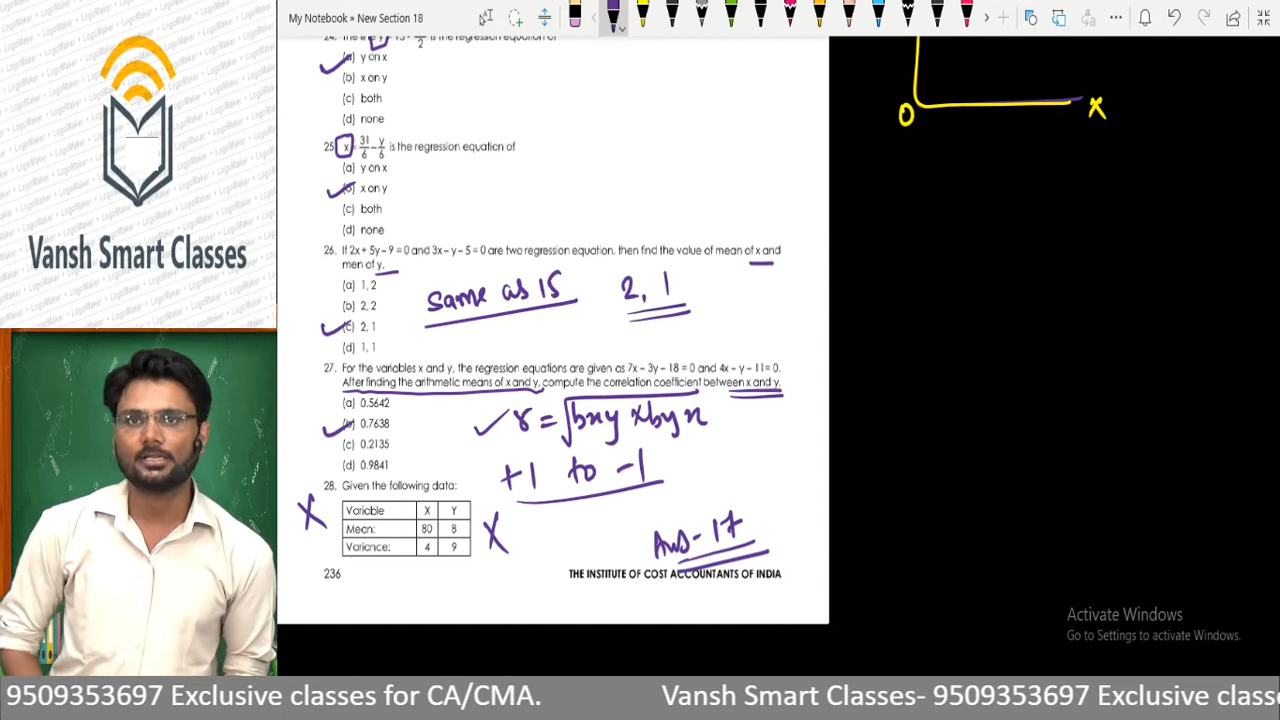 My Notebook » New Section 18
Vansh Smart Classes
is the regression equation of
(a) y on x
(b) x on y
(c) both
(d) none
25. x = 31/6 - y/6 is the regression equation of
(a) y on x
(b) x on y
(c) both
(d) none
26. If 2x + 5y – 9 = 0 and 3x – y – 5 = 0 are two regression equation, then find the value of mean of x and
men of y.
(a) 1, 2
(b) 2, 2
(c) 2, 1
(d) 1, 1
Same as 15 2, 1
27. For the variables x and y, the regression equations are given as 7x – 3y – 18 = 0 and 4x – y – 11= 0.
After finding the arithmetic means of x and y, compute the correlation coefficient between x and y.
(a) 0.5642
(b) 0.7638
(c) 0.2135
(d) 0.9841
r = √bxy x byx
+1 to -1
28. Given the following data:
Variable X Y
Mean: 80 8
Variance: 4 9
X X
Ans- 17
236 THE INSTITUTE OF COST ACCOUNTANTS OF INDIA
O X
Activate Windows
Go to Settings to activate Windows.
9509353697 Exclusive classes for CA/CMA. Vansh Smart Classes- 9509353697 Exclusive classe